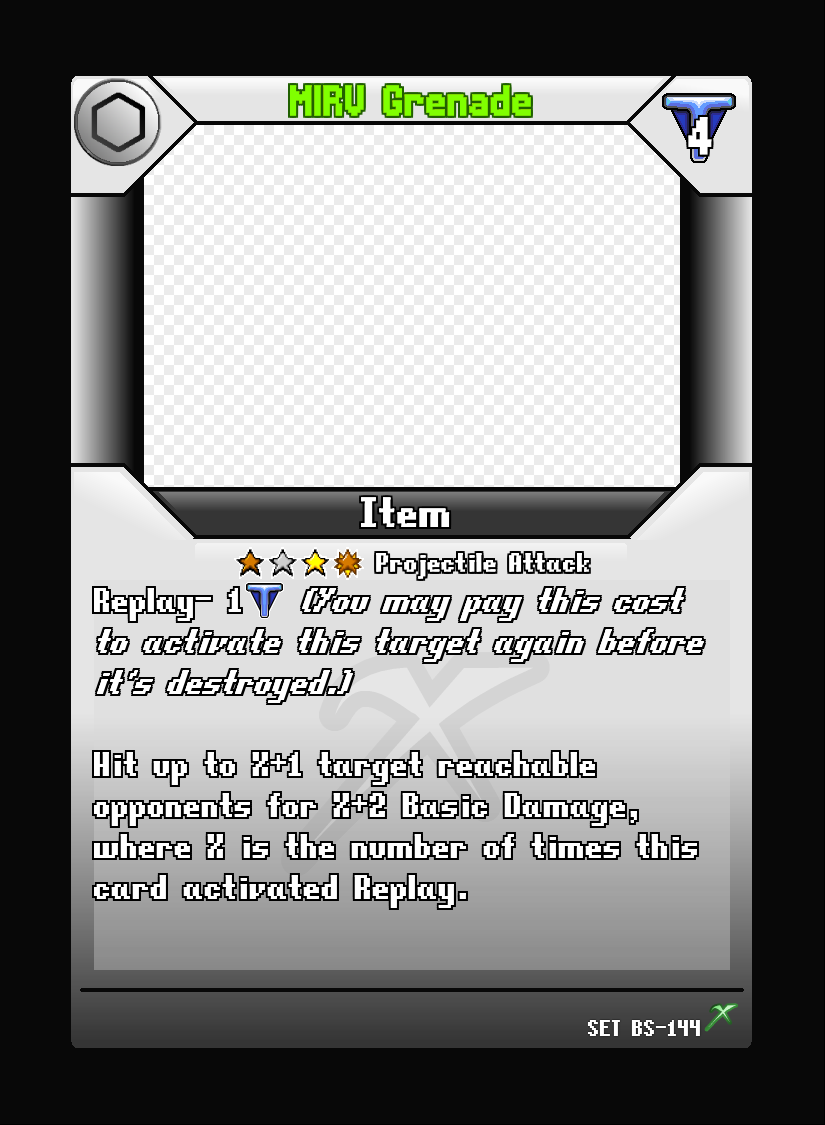 MIRV Grenade
4
Item
Projectile Attack
Replay- 1 (You may pay this cost
to activate this target again before
it's destroyed.)
Hit up to X+1 target reachable
opponents for X+2 Basic Damage,
where X is the number of times this
card activated Replay.
SET BS-144